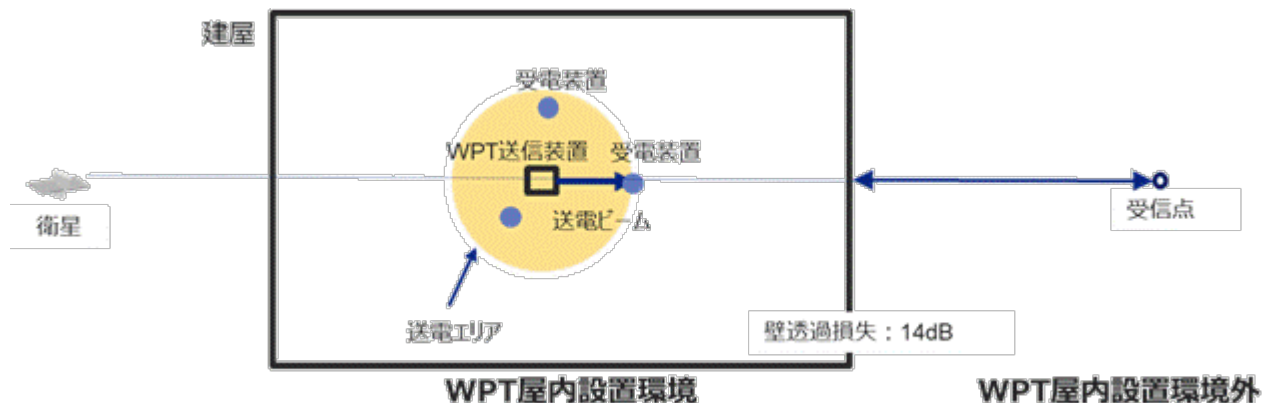 建屋
受電装置
WPT送信装置
受電装置
衛星
送電ビーム
受信点
送電エリア
壁透過損失：14dB
WPT屋内設置環境
WPT屋内設置環境外